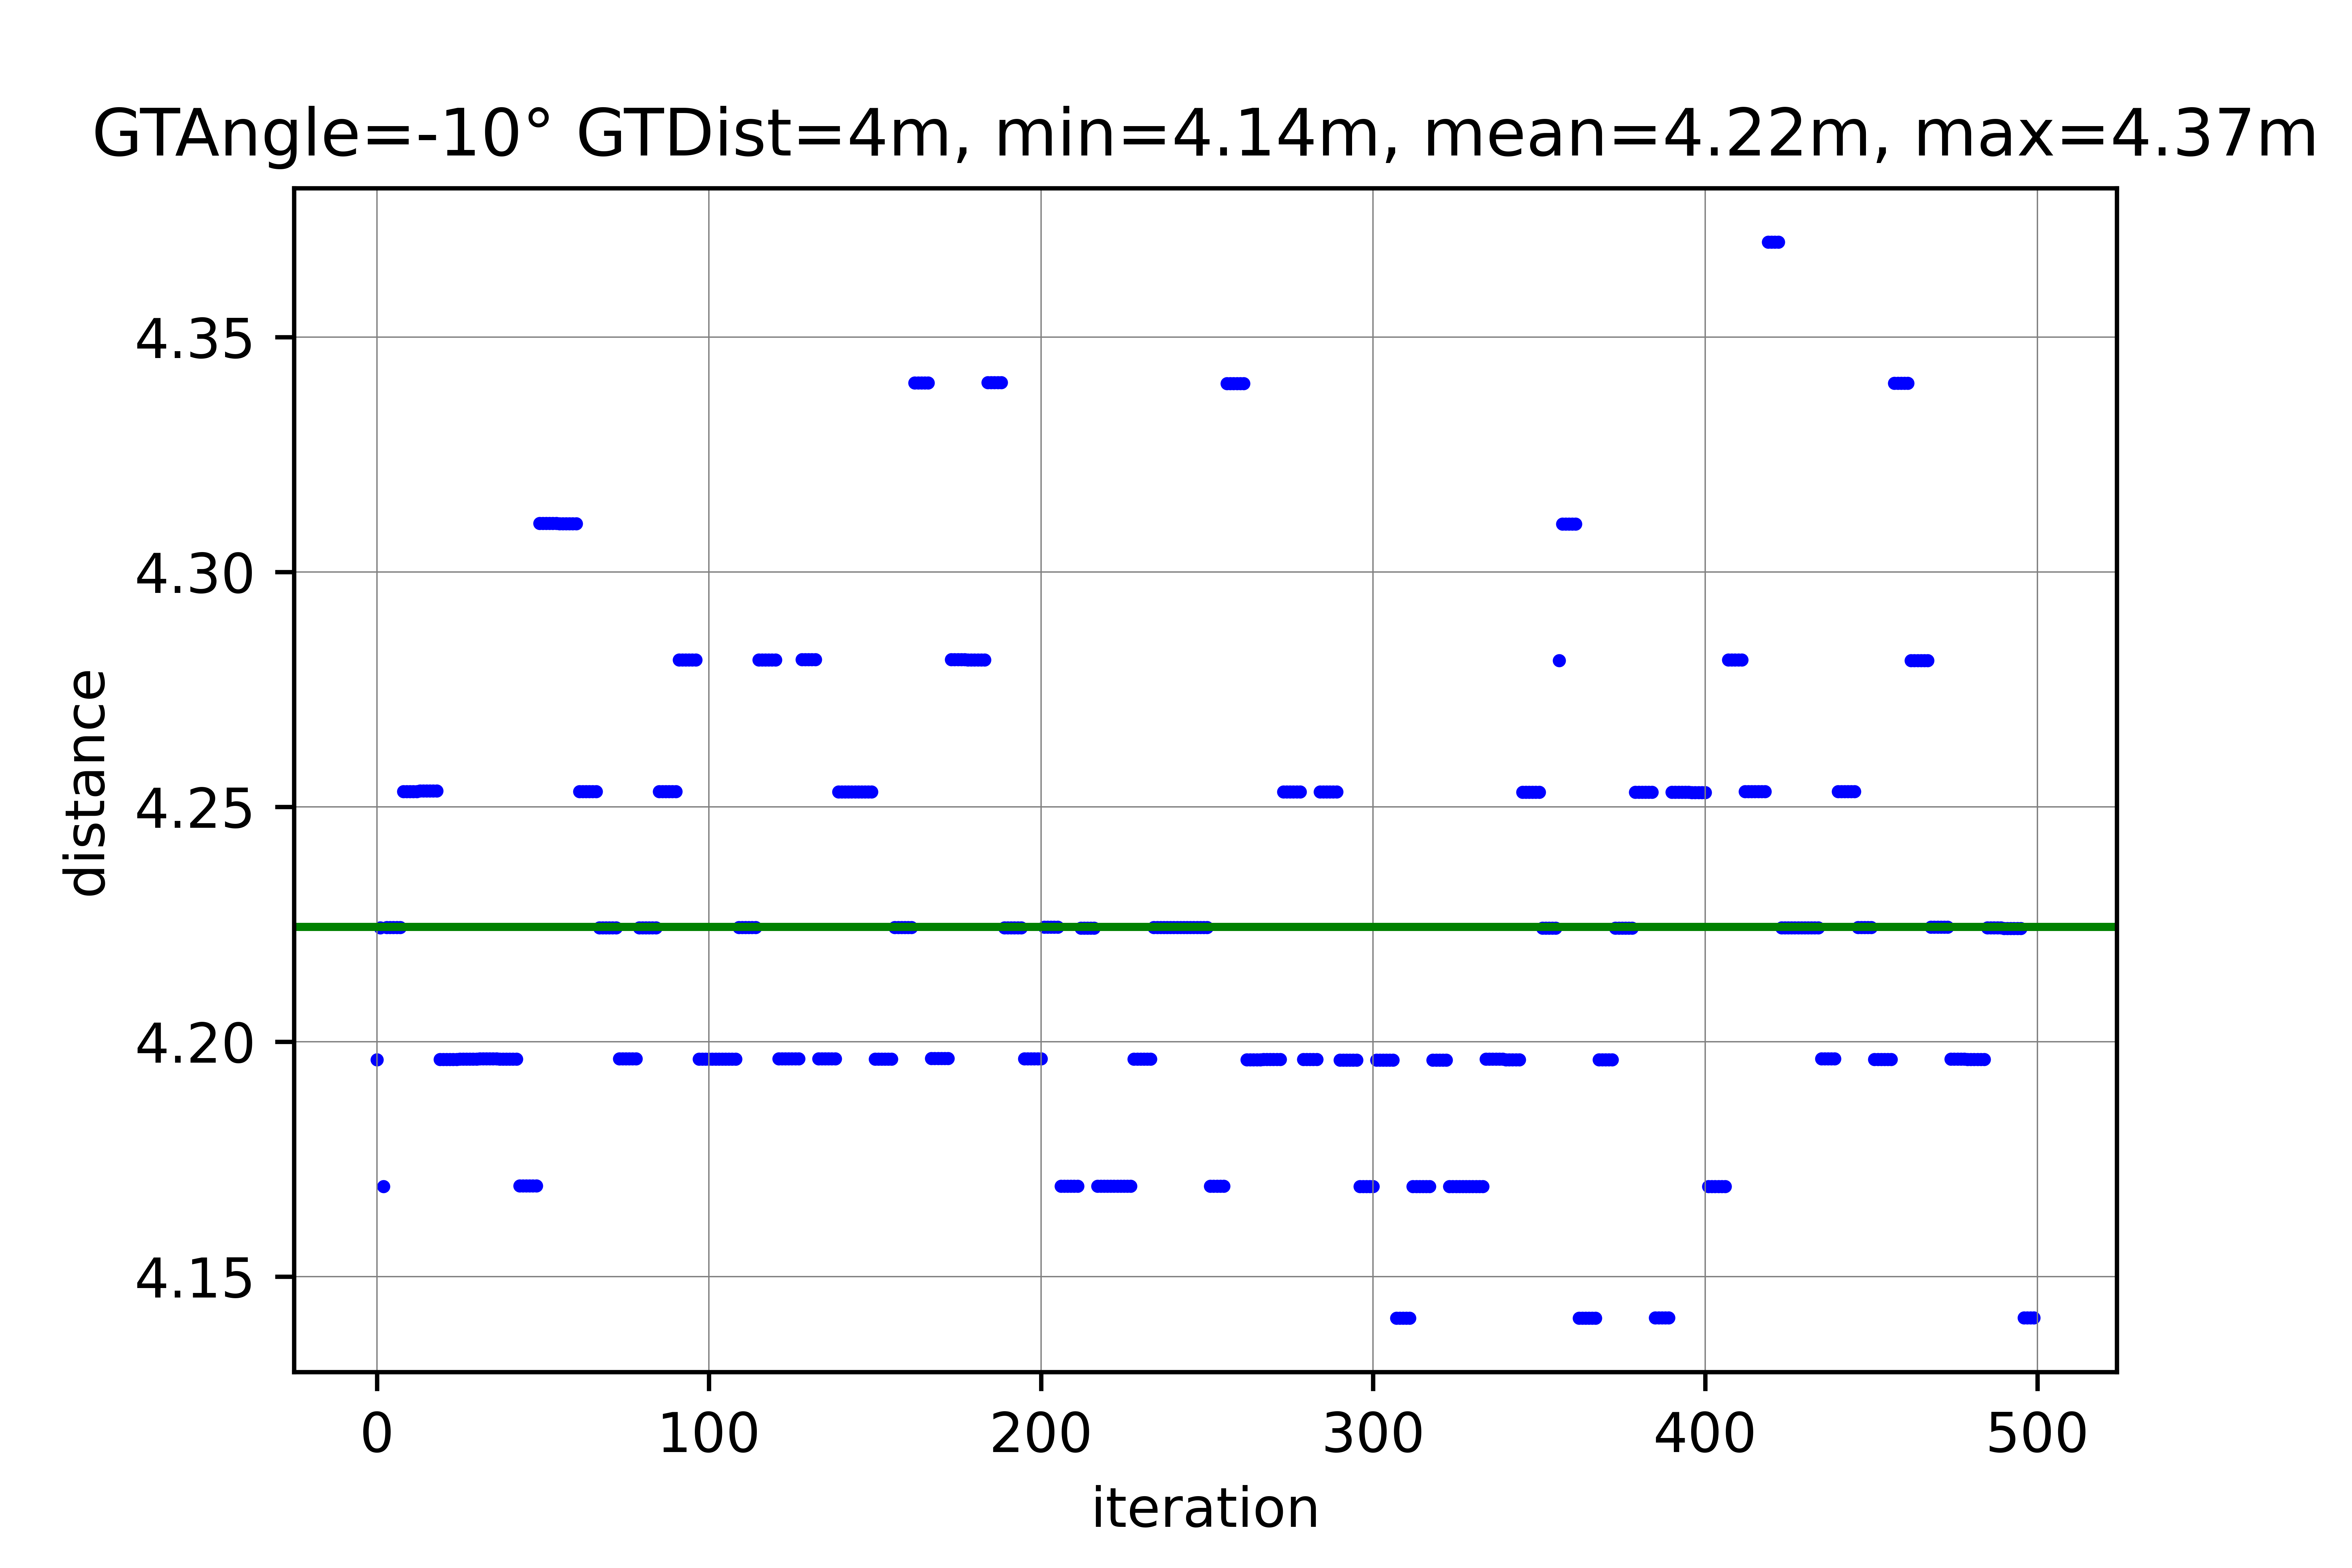 GTAngle=-10° GTDist=4m, min=4.14m, mean=4.22m, max=4.37m
4.35
4.30
4.25
4.20
4.15
distance
0 100 200 300 400 500
iteration